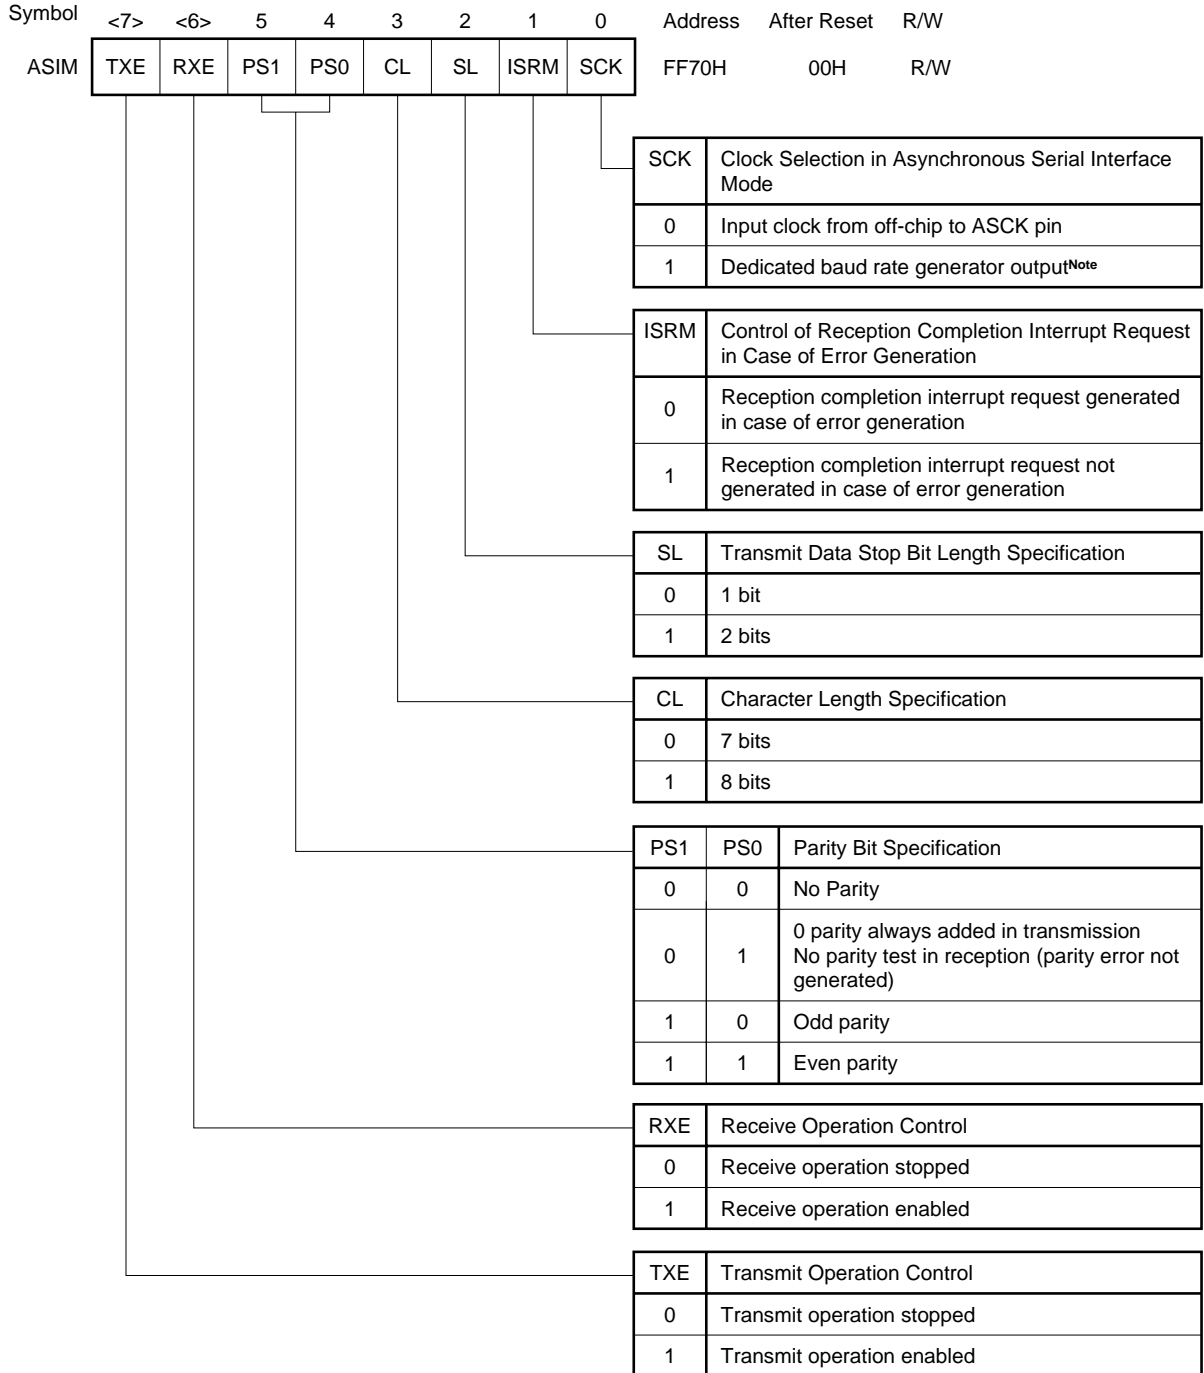 Symbol <7> <6> 5 4 3 2 1 0 Address After Reset R/W
ASIM TXE RXE PS1 PS0 CL SL ISRM SCK FF70H 00H R/W
SCK Clock Selection in Asynchronous Serial Interface
Mode
0 Input clock from off-chip to ASCK pin
1 Dedicated baud rate generator outputNote
ISRM Control of Reception Completion Interrupt Request
in Case of Error Generation
0 Reception completion interrupt request generated
in case of error generation
1 Reception completion interrupt request not
generated in case of error generation
SL Transmit Data Stop Bit Length Specification
0 1 bit
1 2 bits
CL Character Length Specification
0 7 bits
1 8 bits
PS1 PS0 Parity Bit Specification
0 0 No Parity
0 1 0 parity always added in transmission
No parity test in reception (parity error not
generated)
1 0 Odd parity
1 1 Even parity
RXE Receive Operation Control
0 Receive operation stopped
1 Receive operation enabled
TXE Transmit Operation Control
0 Transmit operation stopped
1 Transmit operation enabled